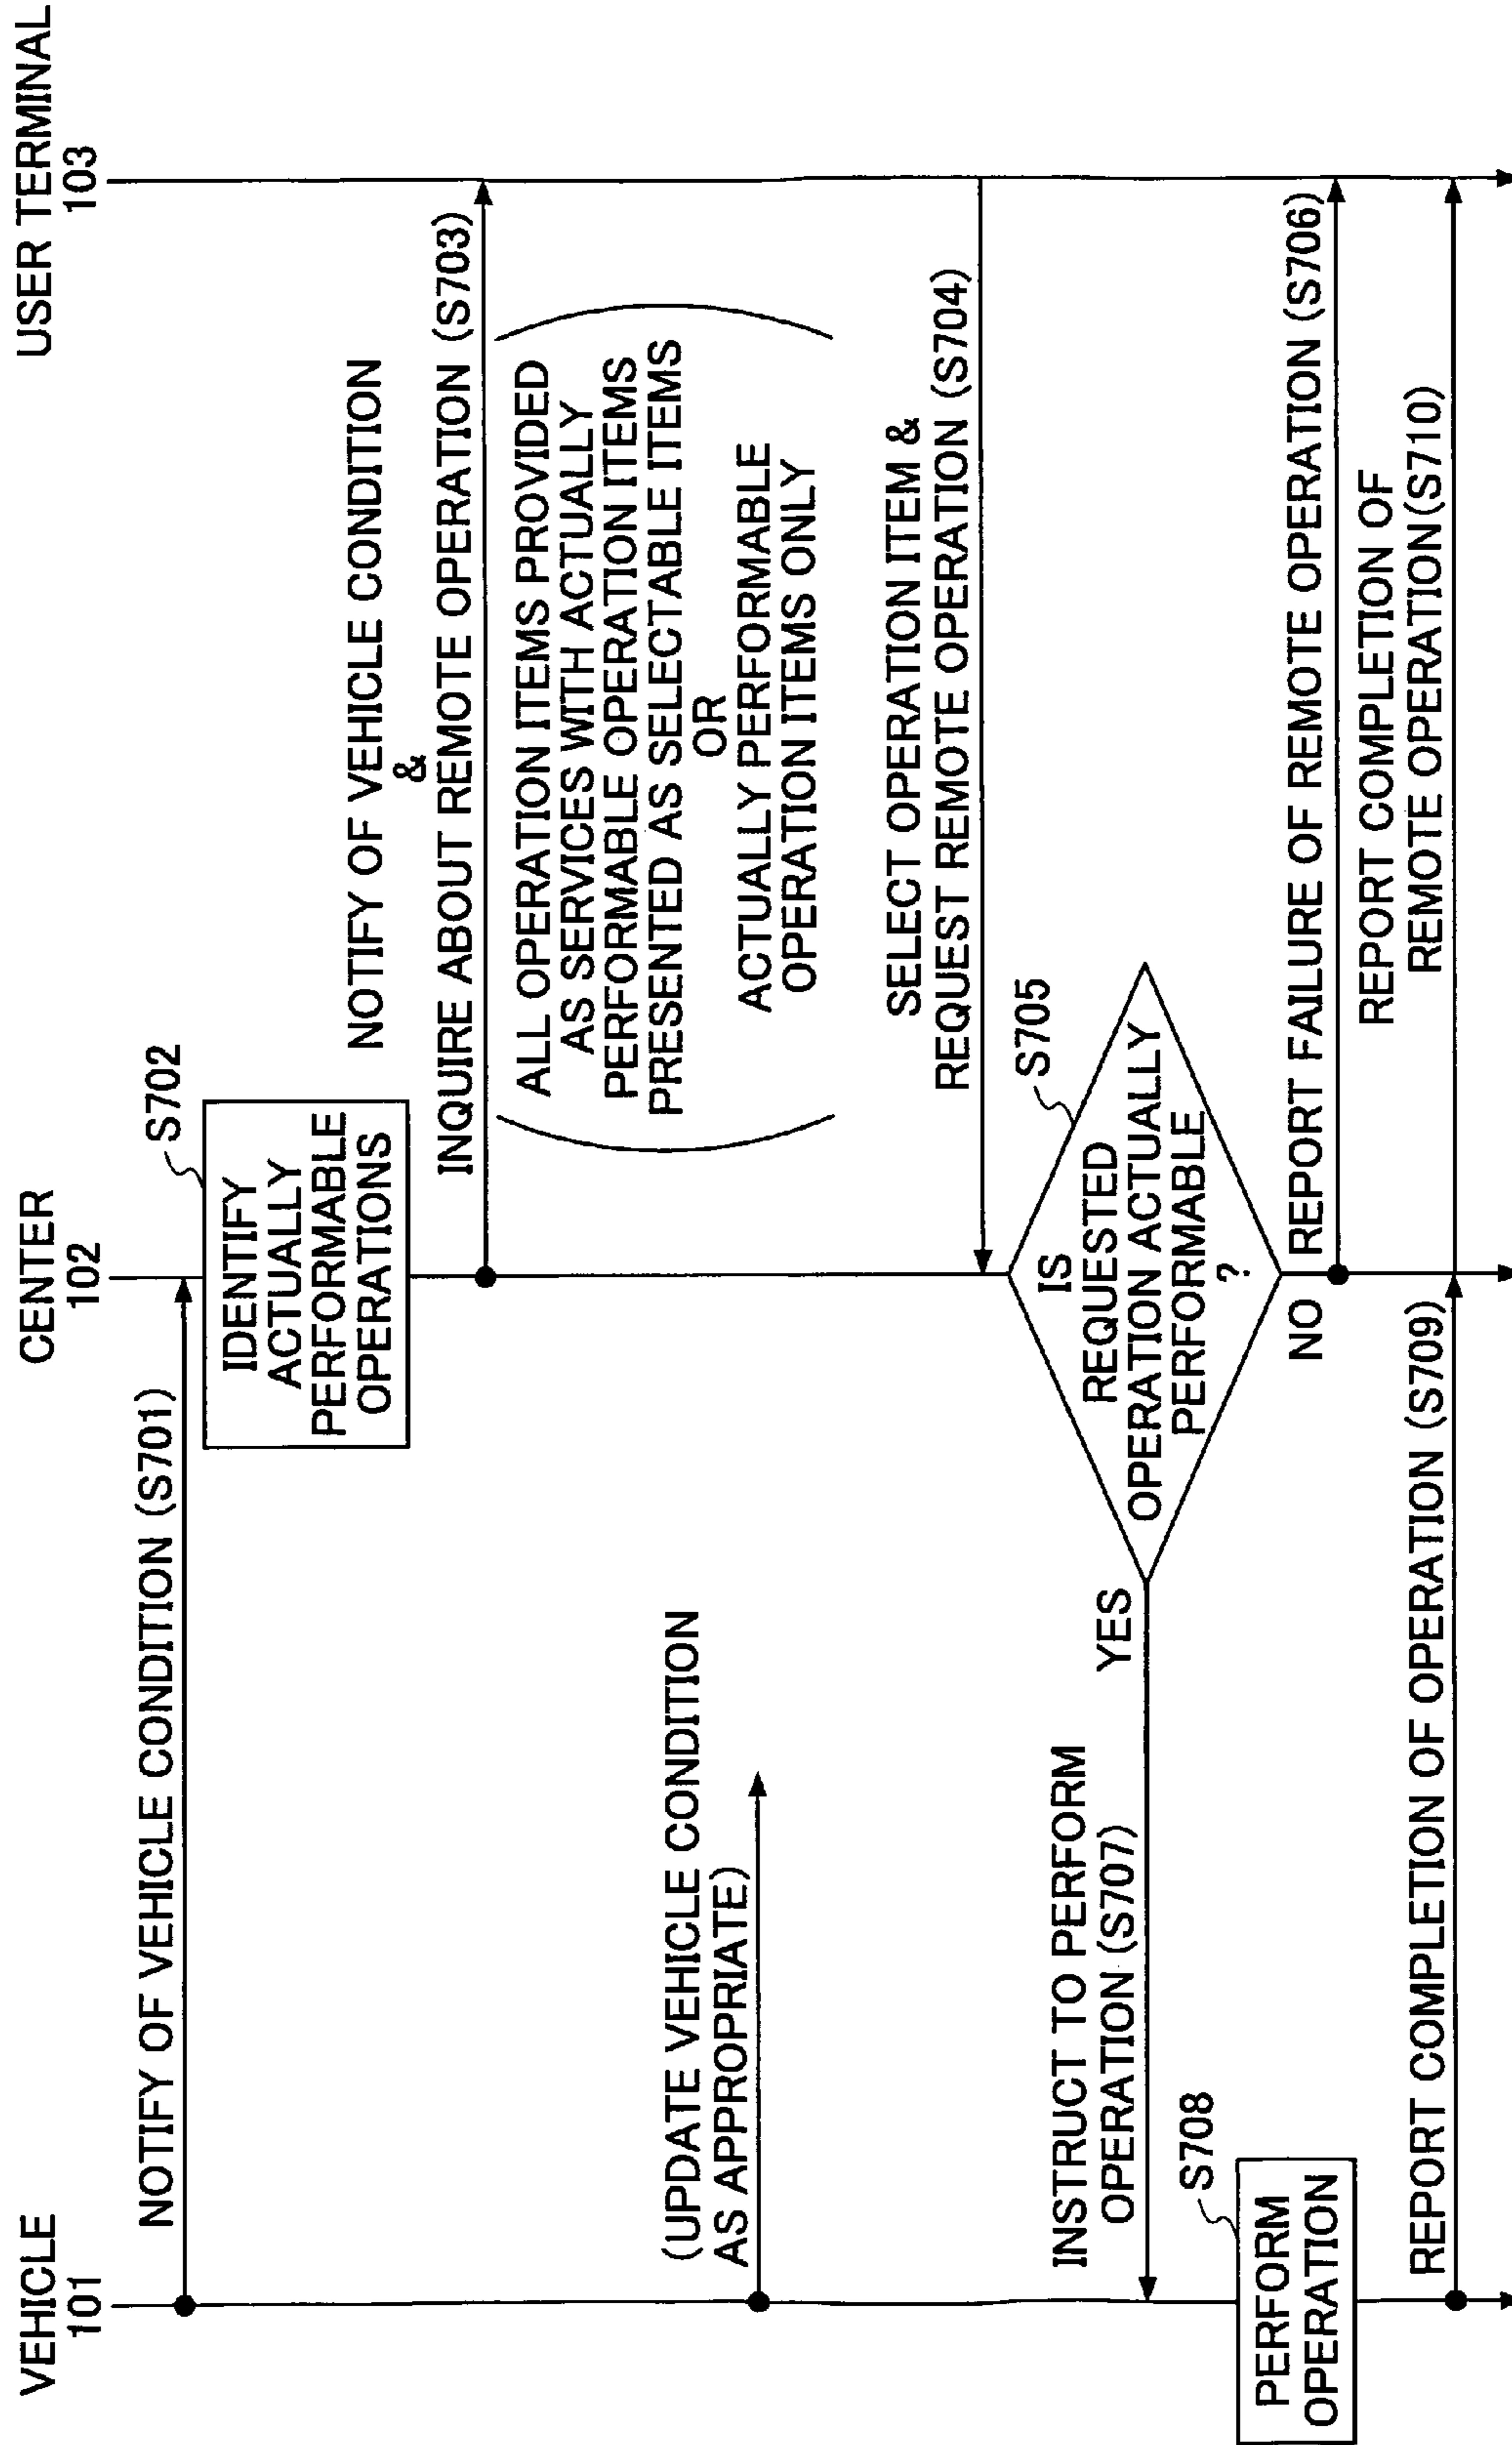 VEHICLE
101
CENTER
102
USER TERMINAL
103
NOTIFY OF VEHICLE CONDITION (S701)
S702
IDENTIFY
ACTUALLY
PERFORMABLE
OPERATIONS
NOTIFY OF VEHICLE CONDITION
&
INQUIRE ABOUT REMOTE OPERATION (S703)
ALL OPERATION ITEMS PROVIDED
AS SERVICES WITH ACTUALLY
PERFORMABLE OPERATION ITEMS
PRESENTED AS SELECTABLE ITEMS
OR
ACTUALLY PERFORMABLE
OPERATION ITEMS ONLY
(UPDATE VEHICLE CONDITION
AS APPROPRIATE)
SELECT OPERATION ITEM &
REQUEST REMOTE OPERATION (S704)
S705
IS
REQUESTED
OPERATION ACTUALLY
PERFORMABLE
?
YES
NO
INSTRUCT TO PERFORM
OPERATION (S707)
REPORT FAILURE OF REMOTE OPERATION (S706)
S708
PERFORM
OPERATION
REPORT COMPLETION OF OPERATION (S709)
REPORT COMPLETION OF
REMOTE OPERATION(S710)